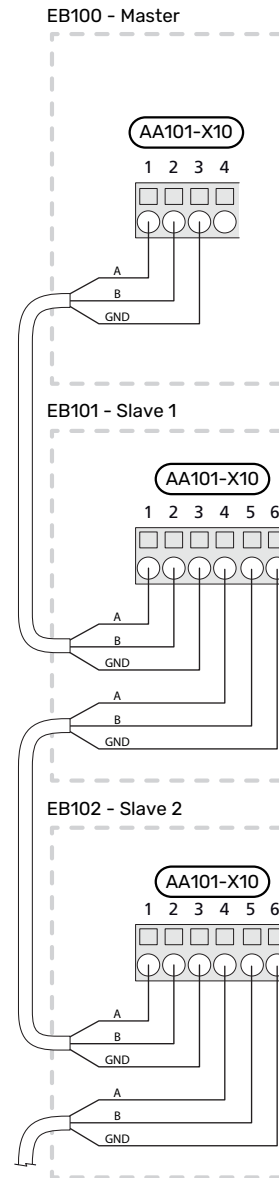 EB100 - Master
AA101-X10
1 2 3 4
A
B
GND
EB101 - Slave 1
AA101-X10
1 2 3 4 5 6
A
B
GND
A
B
GND
EB102 - Slave 2
AA101-X10
1 2 3 4 5 6
A
B
GND
A
B
GND